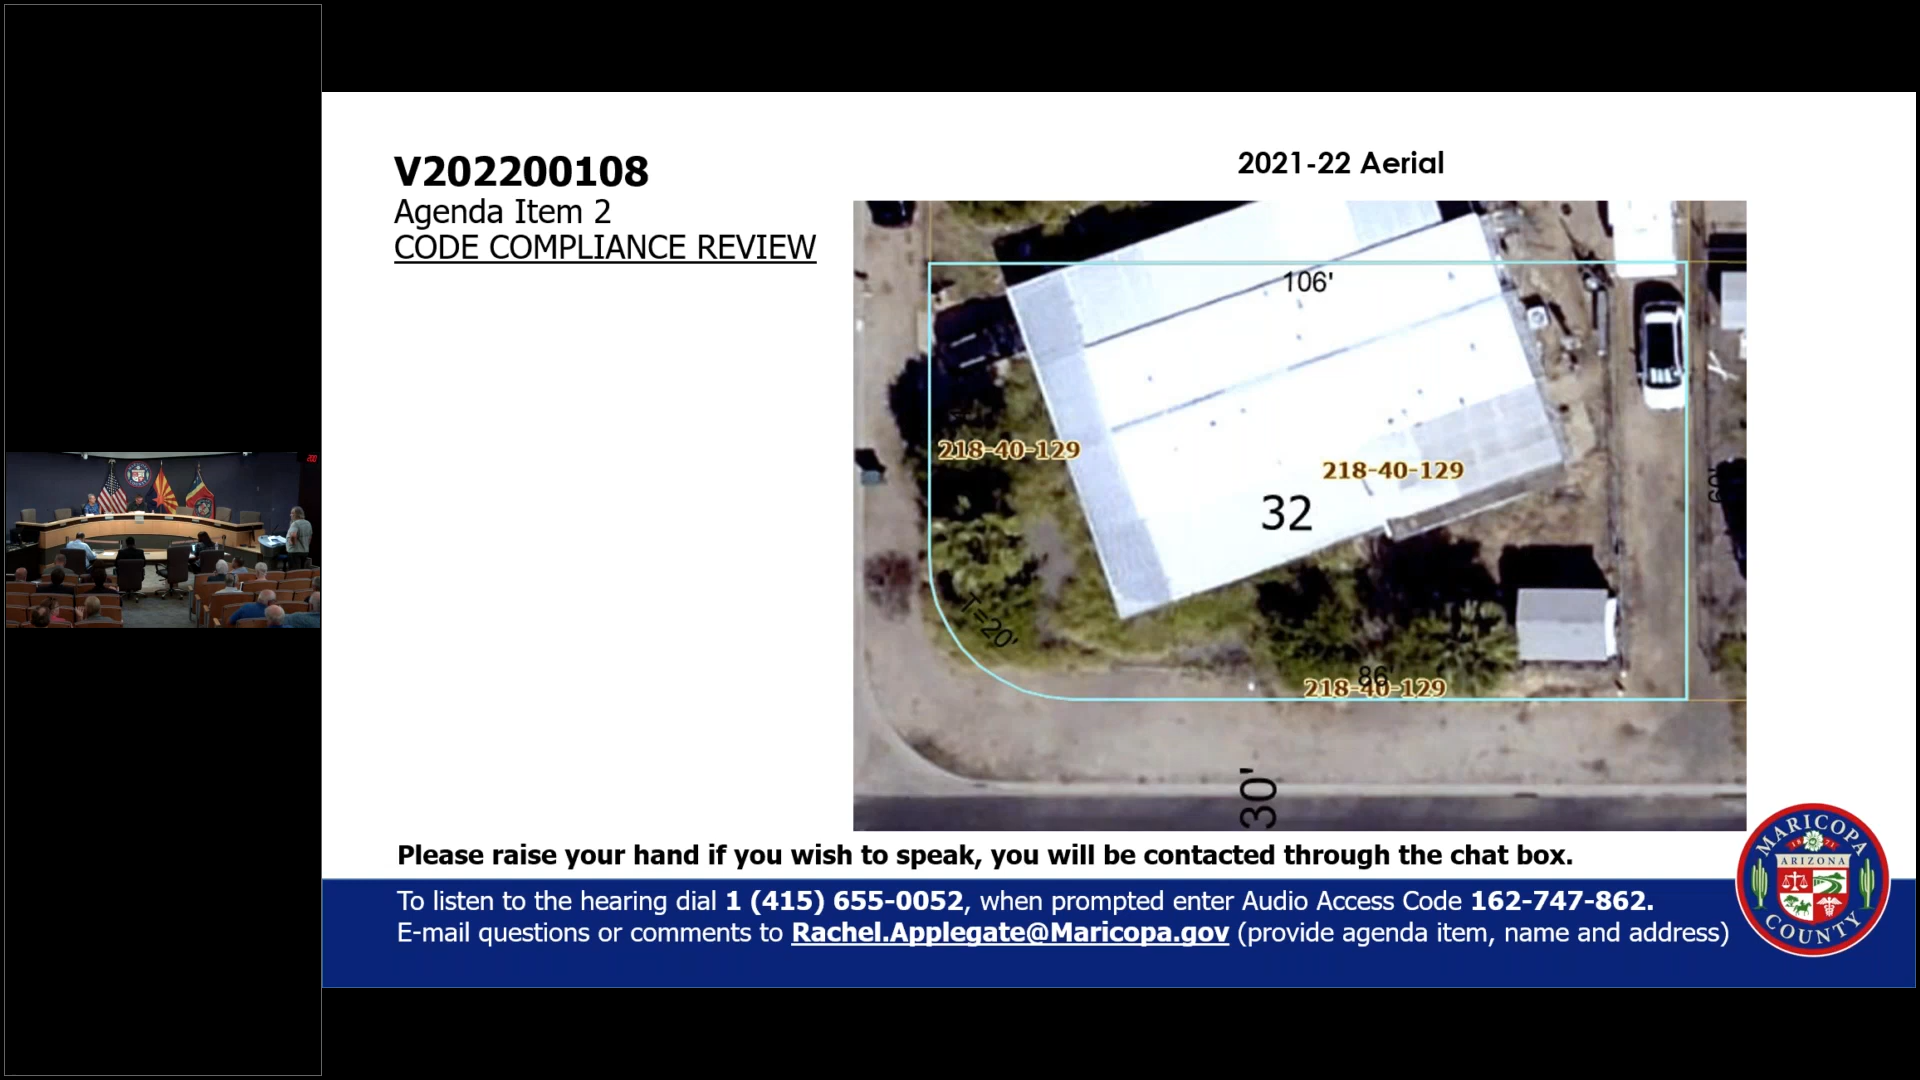 V202200108
Agenda Item 2
CODE COMPLIANCE REVIEW
2021-22 Aerial
106'
218-40-129
218-40-129
32
60'
T=20'
86'
218-40-129
30'
Please raise your hand if you wish to speak, you will be contacted through the chat box.
To listen to the hearing dial 1 (415) 655-0052, when prompted enter Audio Access Code 162-747-862.
E-mail questions or comments to Rachel.Applegate@Maricopa.gov (provide agenda item, name and address)
MARICOPA
1871
ARIZONA
COUNTY